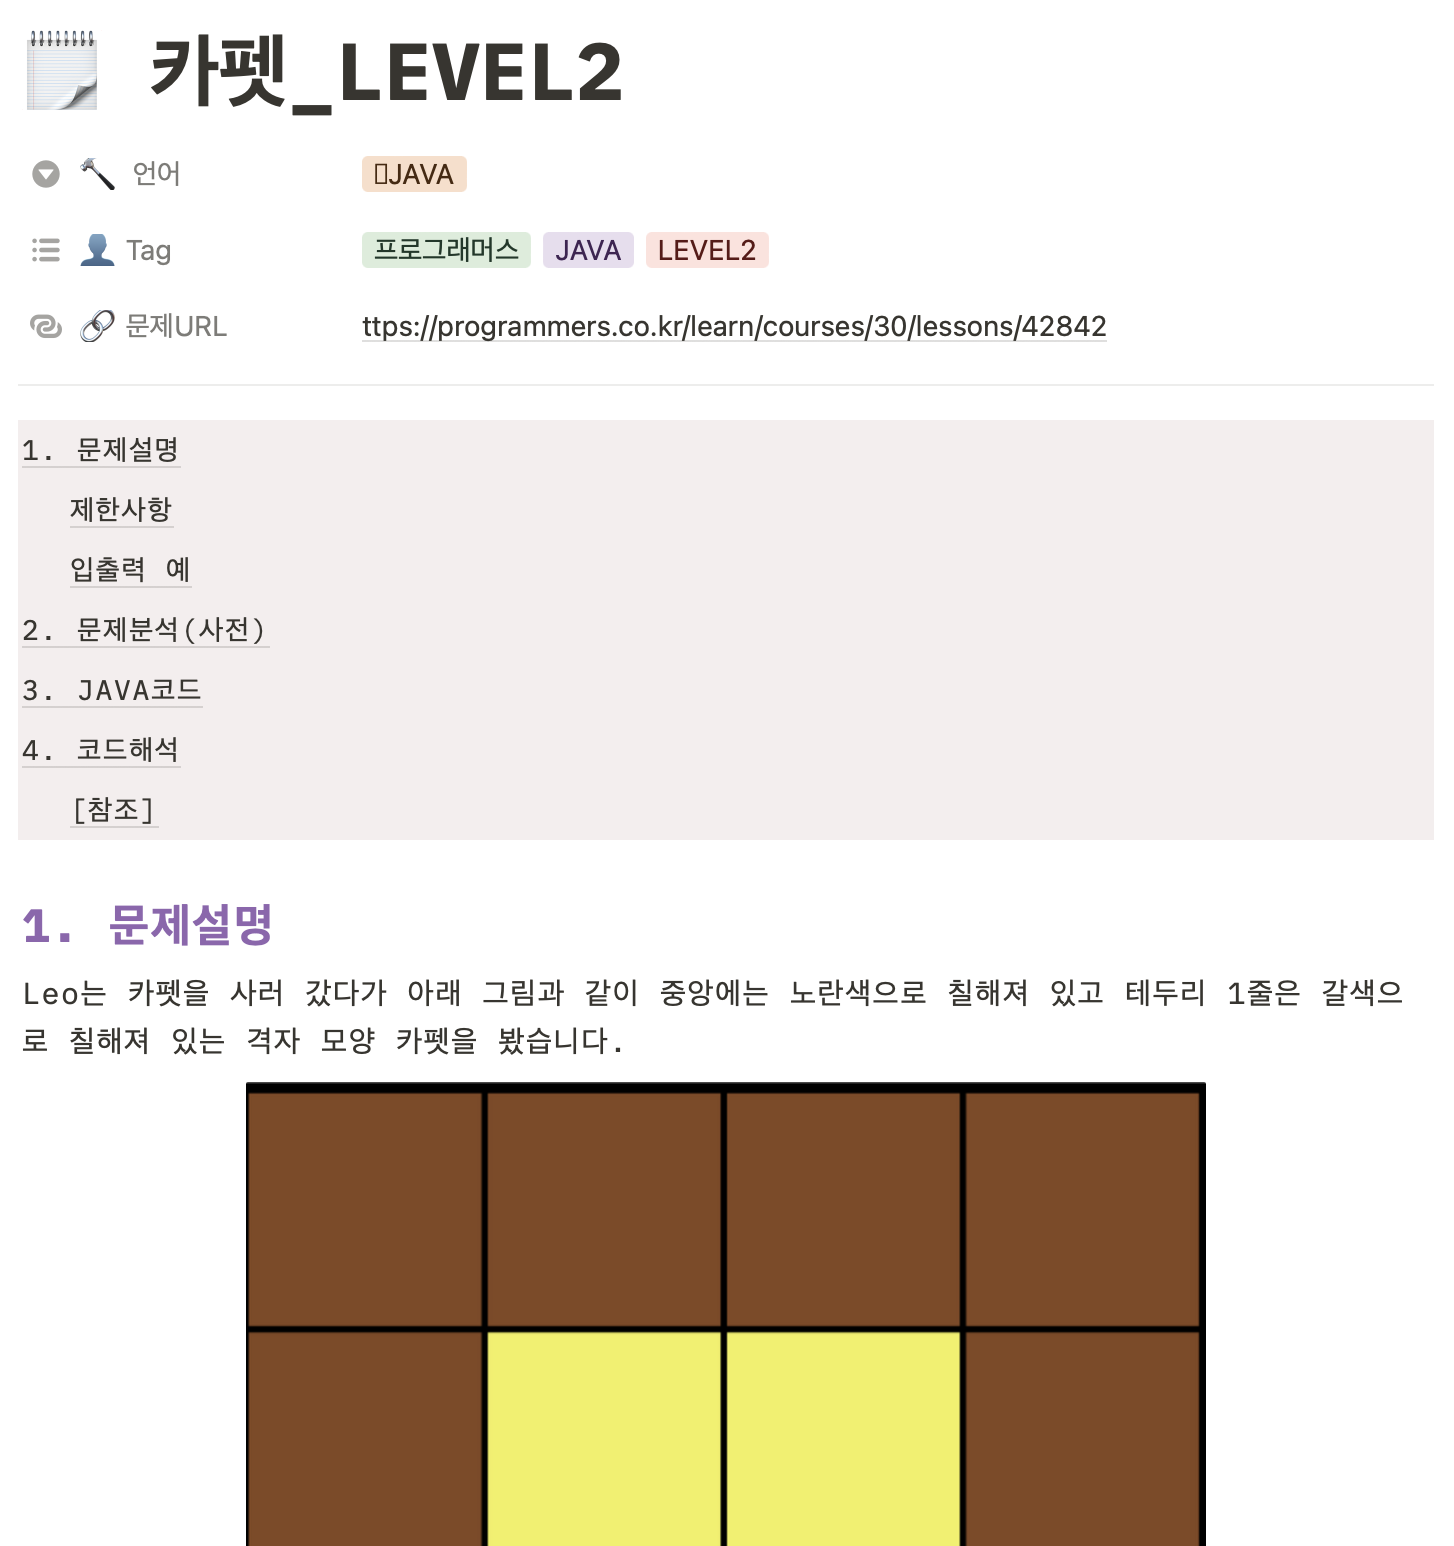 카펫_LEVEL2
언어 JAVA
Tag 프로그래머스 JAVA LEVEL2
문제URL ttps://programmers.co.kr/learn/courses/30/lessons/42842
1. 문제설명
제한사항
입출력 예
2. 문제분석(사전)
3. JAVA코드
4. 코드해석
[참조]
1. 문제설명
Leo는 카펫을 사러 갔다가 아래 그림과 같이 중앙에는 노란색으로 칠해져 있고 테두리 1줄은 갈색으
로 칠해져 있는 격자 모양 카펫을 봤습니다.